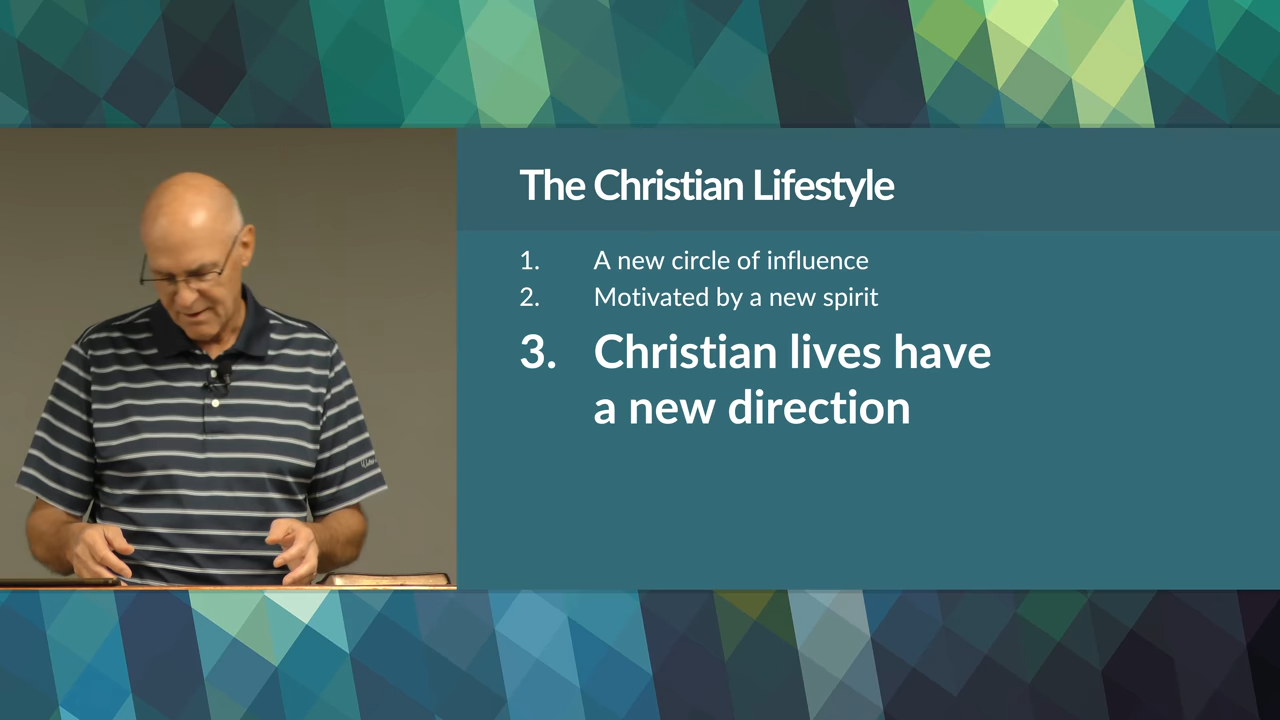 The Christian Lifestyle
1. A new circle of influence
2. Motivated by a new spirit
3. Christian lives have
a new direction